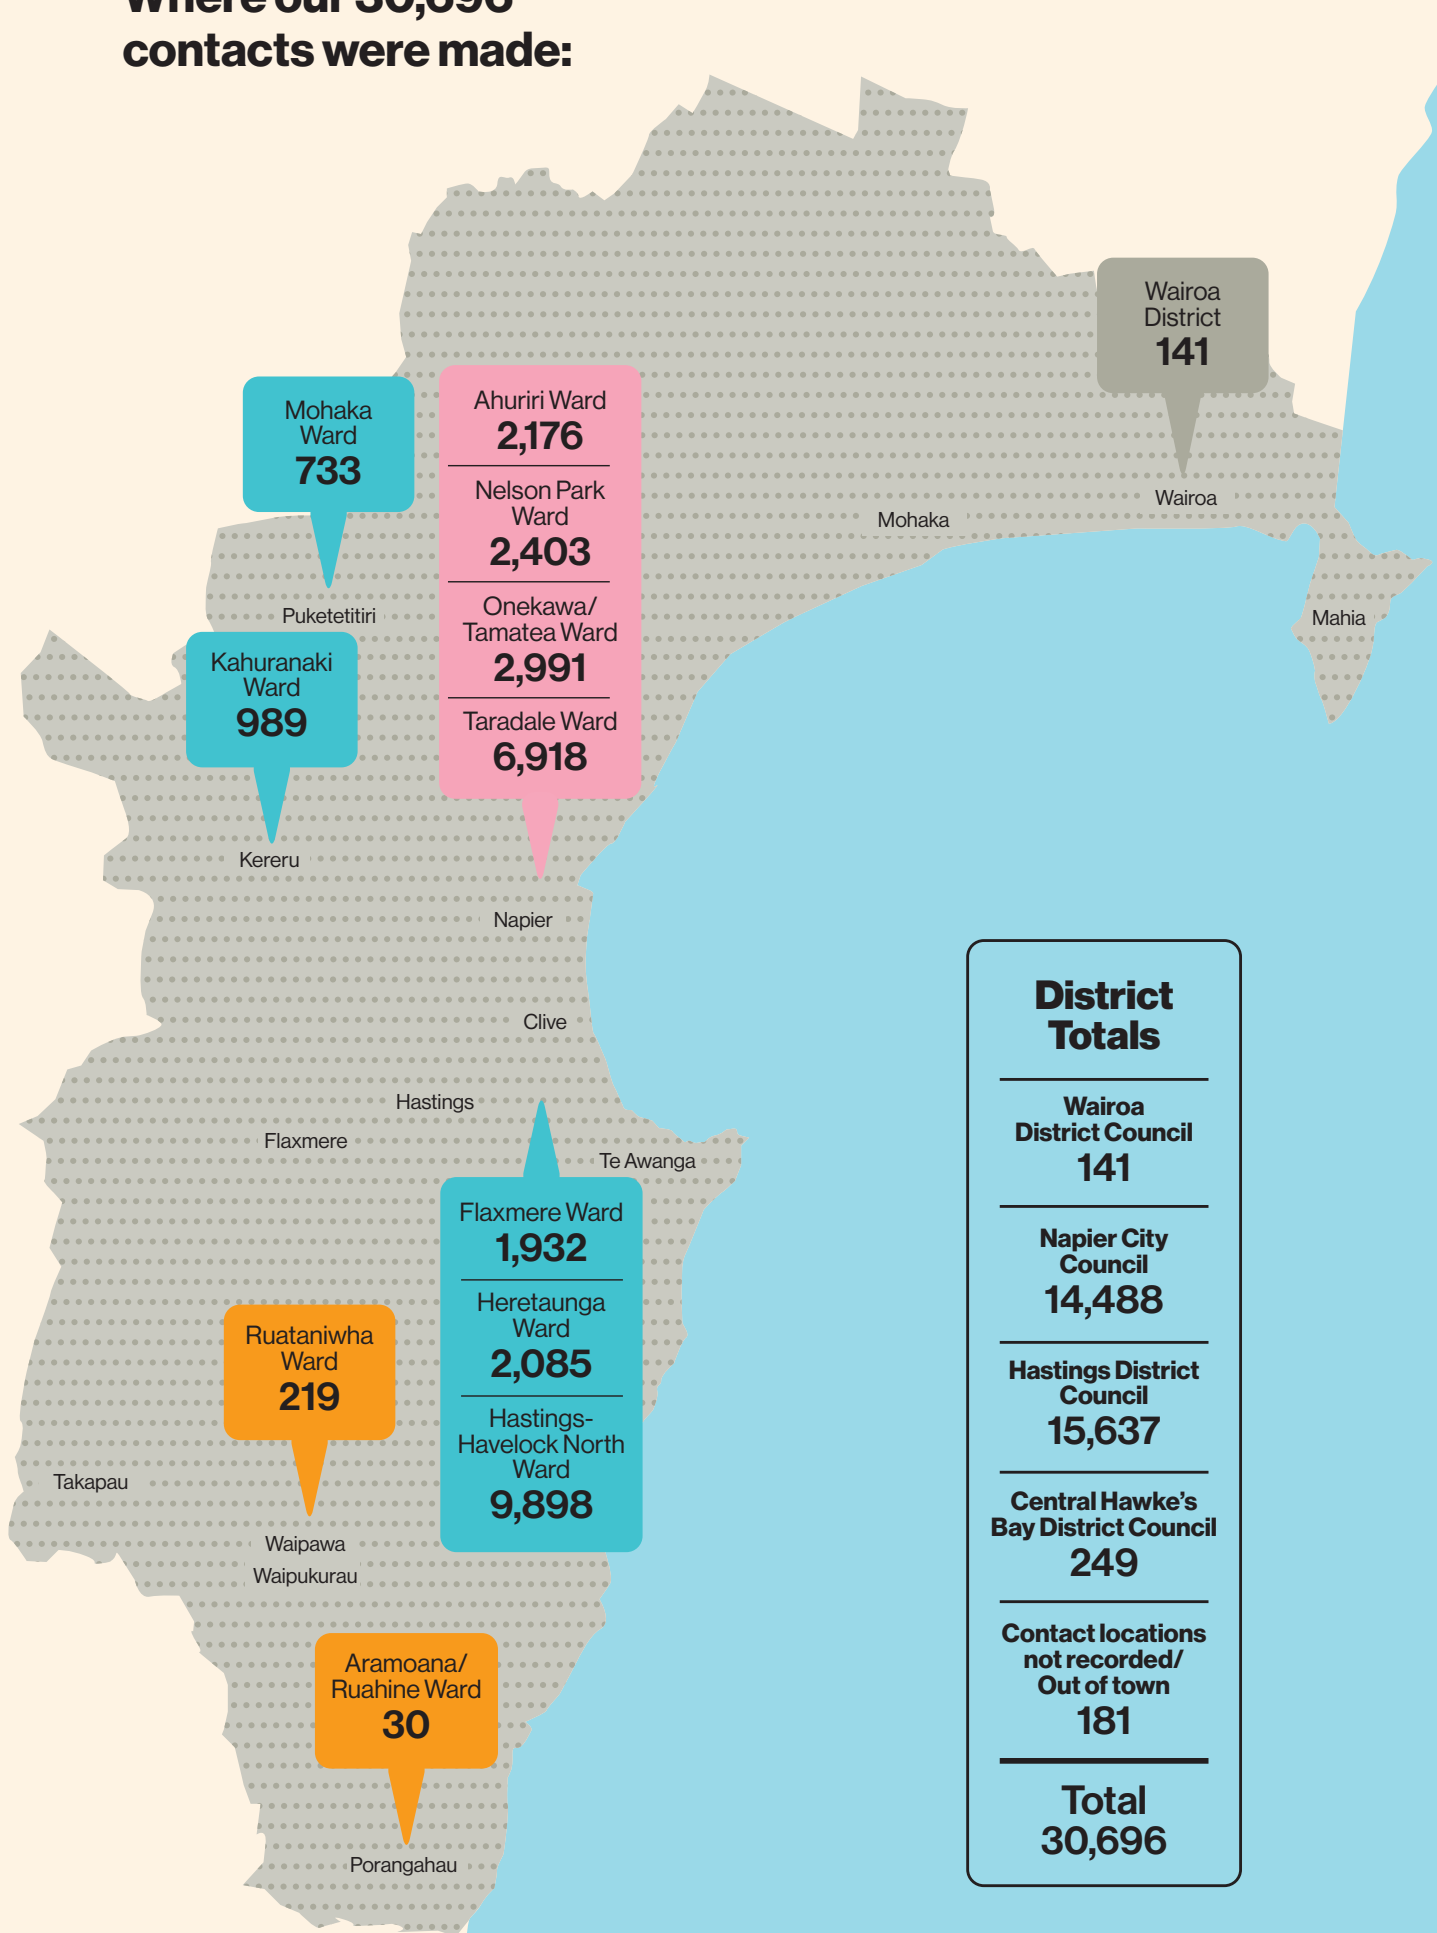 Where our 30,696
contacts were made:
Wairoa
District
141
Mohaka
Ward
733
Ahuriri Ward
2,176
Nelson Park
Ward
2,403
Onekawa/
Tamatea Ward
2,991
Taradale Ward
6,918
Wairoa
Mohaka
Puketetitiri
Mahia
Kahuranaki
Ward
989
Kereru
Napier
Clive
Hastings
Flaxmere
Te Awanga
Flaxmere Ward
1,932
Heretaunga
Ward
2,085
Hastings-
Havelock North
Ward
9,898
Ruataniwha
Ward
219
Takapau
Waipawa
Waipukurau
Aramoana/
Ruahine Ward
30
Porangahau
District
Totals
Wairoa
District Council
141
Napier City
Council
14,488
Hastings District
Council
15,637
Central Hawke's
Bay District Council
249
Contact locations
not recorded/
Out of town
181
Total
30,696